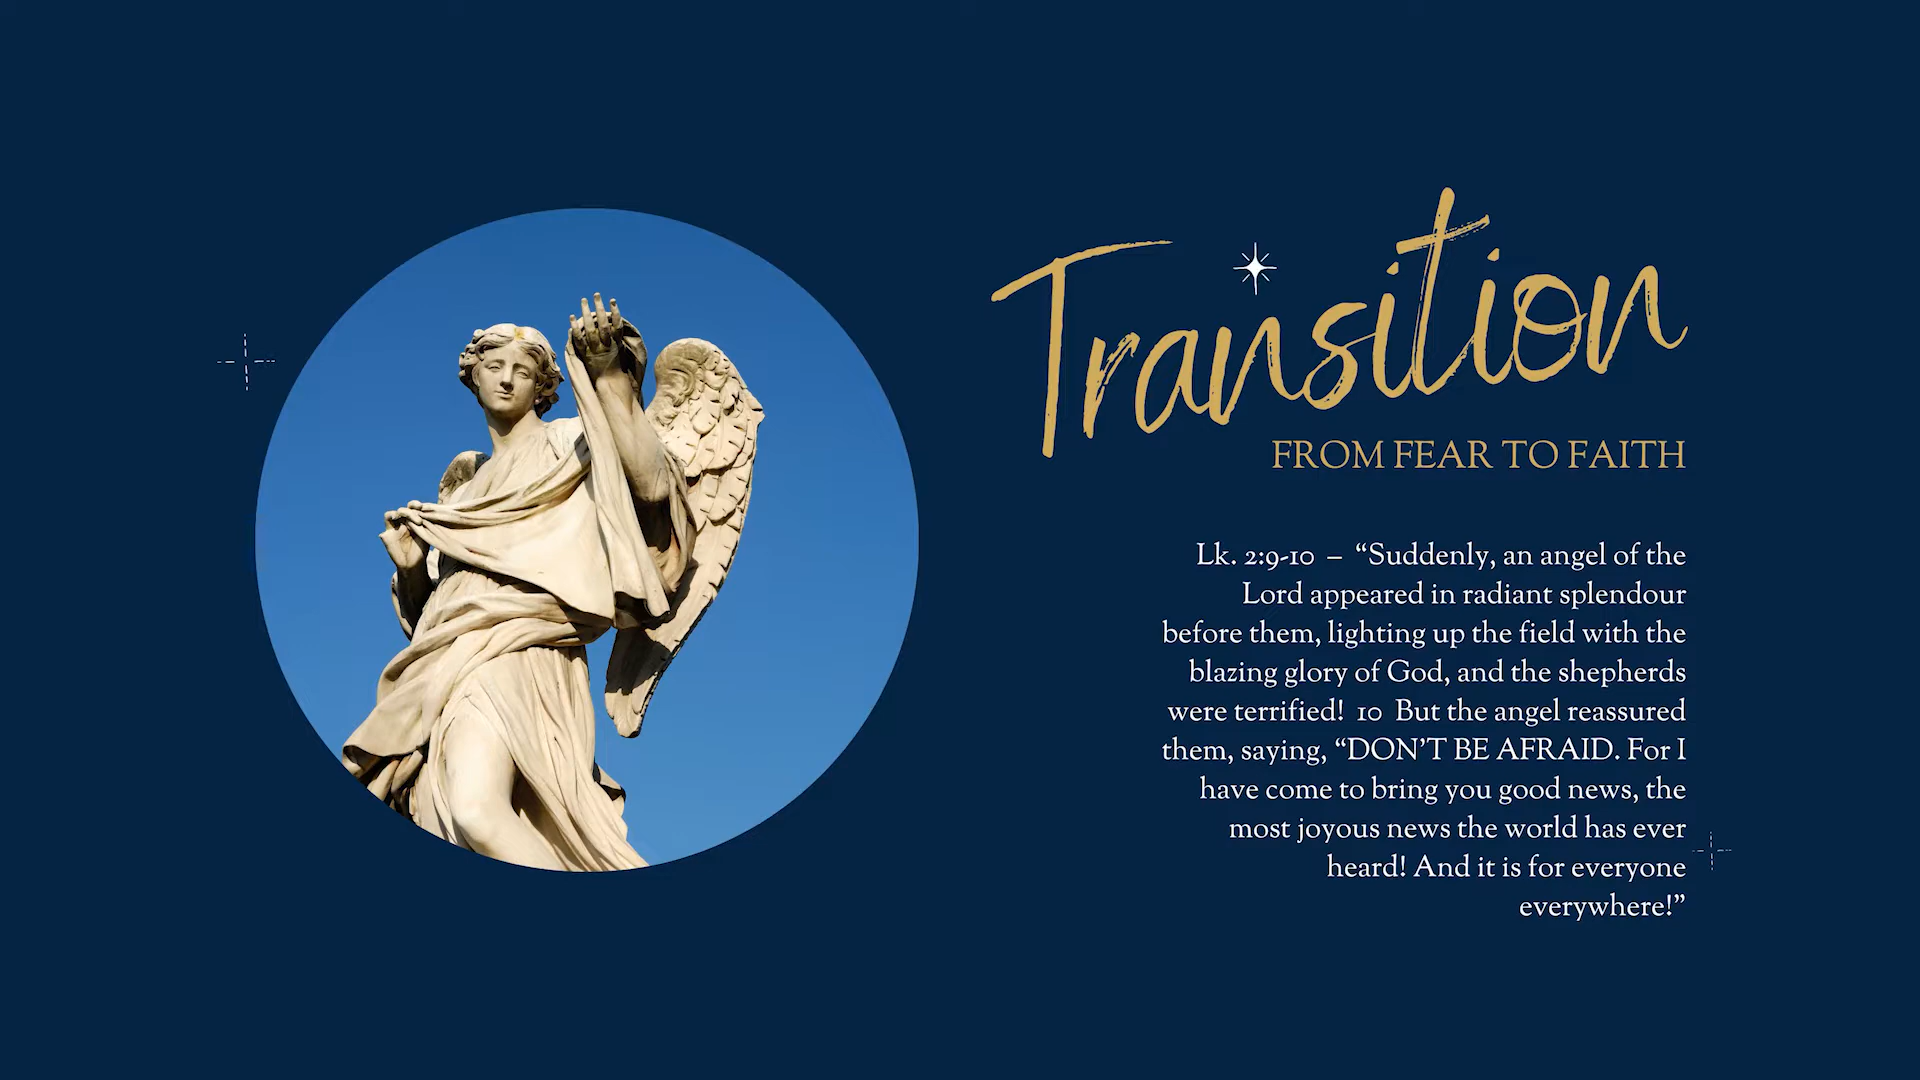 Transition
FROM FEAR TO FAITH
Lk. 2:9-10 – “Suddenly, an angel of the
Lord appeared in radiant splendour
before them, lighting up the field with the
blazing glory of God, and the shepherds
were terrified! 10 But the angel reassured
them, saying, “DON’T BE AFRAID. For I
have come to bring you good news, the
most joyous news the world has ever
heard! And it is for everyone
everywhere!”